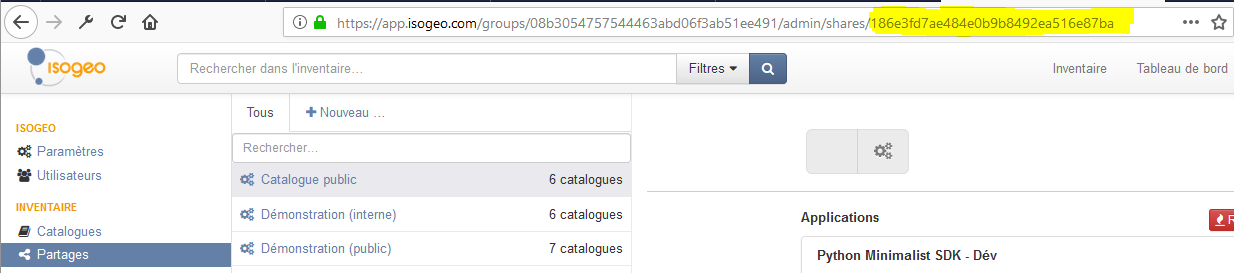 https://app.isogeo.com/groups/08b3054757544463abd06f3ab51ee491/admin/shares/186e3fd7ae484e0b9b8492ea516e87ba
isogeo
Rechercher dans l'inventaire...
Filtres
Inventaire
Tableau de bord
ISOGEO
Paramètres
Utilisateurs
INVENTAIRE
Catalogues
Partages
Tous
Nouveau ...
Rechercher...
Catalogue public 6 catalogues
Démonstration (interne) 6 catalogues
Démonstration (public) 7 catalogues
Applications
Python Minimalist SDK - Dév